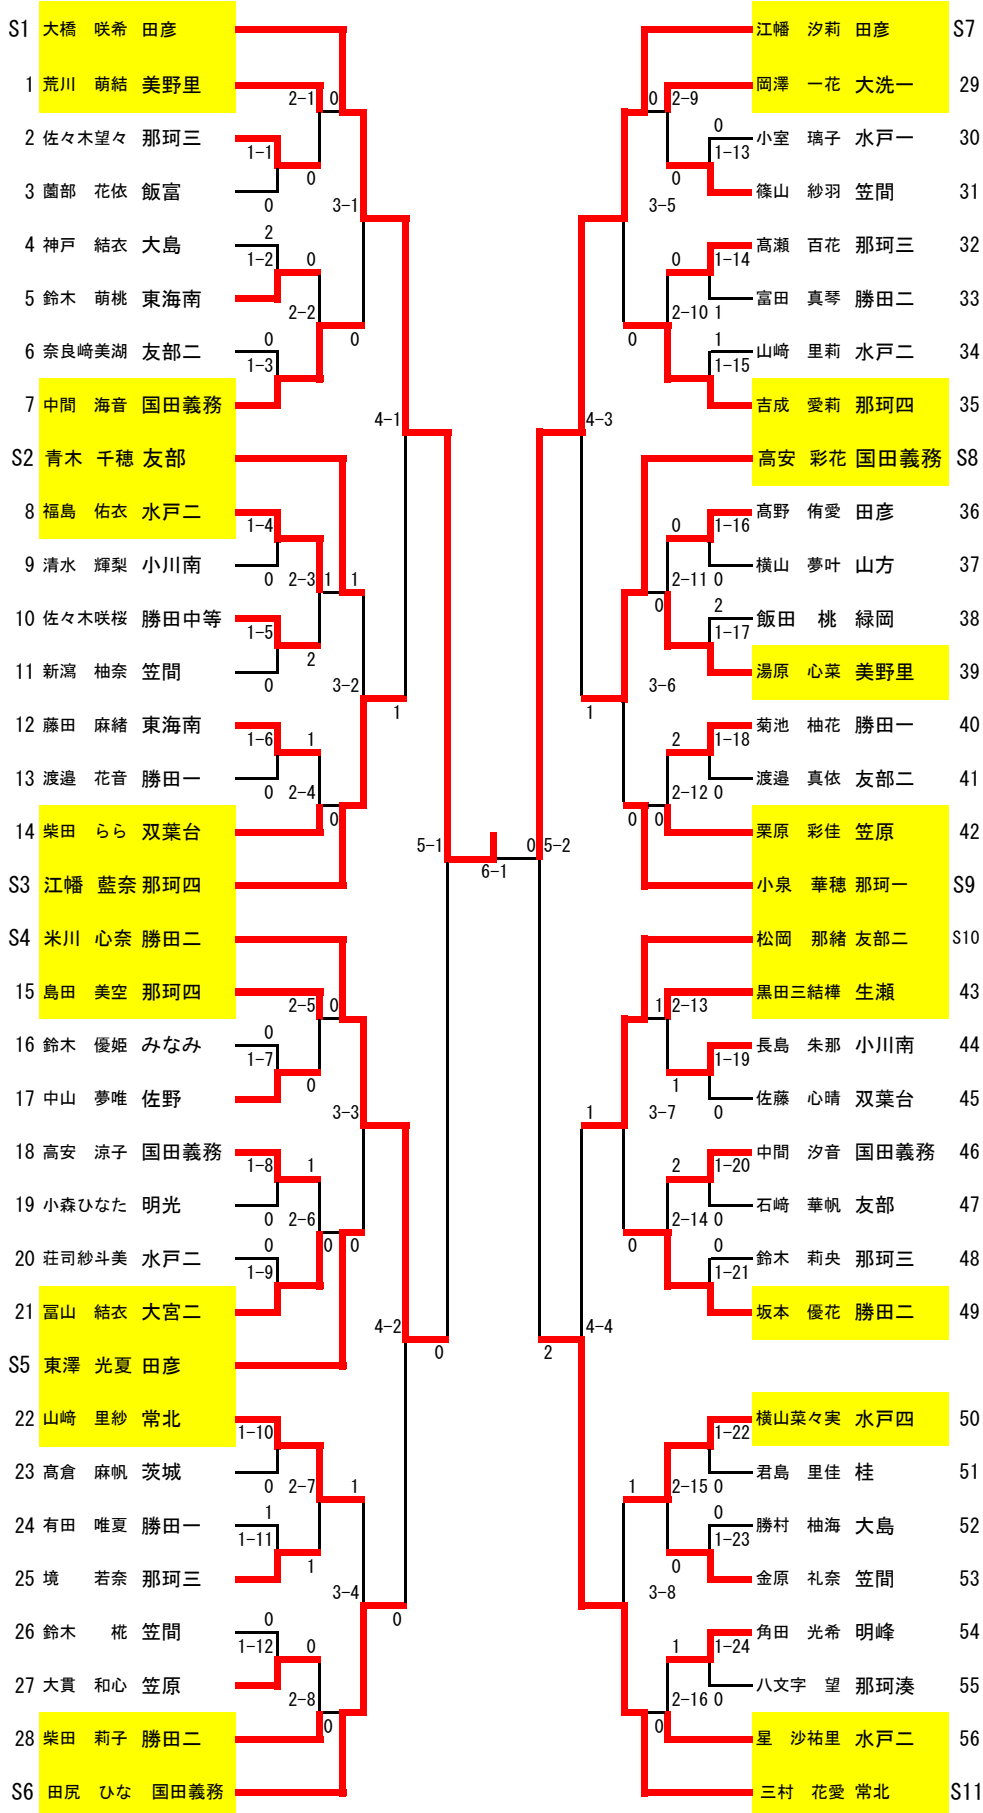 S1 大橋 咲希 田彦
1 荒川 萌結 美野里
2-1 0
2 佐々木望々 那珂三
1-1
0
3 薗部 花依 飯富
0
3-1
4 神戸 結衣 大島
2
1-2 0
5 鈴木 萌桃 東海南
2-2
0
6 奈良﨑美湖 友部二
0
1-3
7 中間 海音 国田義務
4-1
S2 青木 千穂 友部
8 福島 佑衣 水戸二
1-4
9 清水 輝梨 小川南
0 2-3 1 1
10 佐々木咲桜 勝田中等
1-5
2
11 新潟 柚奈 笠間
0
3-2
1
12 藤田 麻緒 東海南
1-6 1
13 渡邉 花音 勝田一
0 2-4
0
14 柴田 らら 双葉台
5-1
S3 江幡 藍奈 那珂四
6-1
S4 米川 心奈 勝田二
15 島田 美空 那珂四
2-5 0
16 鈴木 優姫 みなみ
0
1-7
0
17 中山 夢唯 佐野
3-3
18 高安 涼子 国田義務
1-8 1
19 小森ひなた 明光
0 2-6
0 0
20 荘司紗斗美 水戸二
0
1-9
21 冨山 結衣 大宮二
4-2
0
S5 東澤 光夏 田彦
22 山﨑 里紗 常北
1-10
23 髙倉 麻帆 茨城
0 2-7 1
24 有田 唯夏 勝田一
1
1-11
1
25 境 若奈 那珂三
3-4
0
26 鈴木 椛 笠間
0
1-12 0
27 大貫 和心 笠原
2-8
0
28 柴田 莉子 勝田二
S6 田尻 ひな 国田義務
江幡 汐莉 田彦 S7
岡澤 一花 大洗一 29
0 2-9
小室 璃子 水戸一 30
0
1-13
0
篠山 紗羽 笠間 31
3-5
髙瀬 百花 那珂三 32
0 1-14
富田 真琴 勝田二 33
2-10 1
0
山﨑 里莉 水戸二 34
1
1-15
吉成 愛莉 那珂四 35
4-3
高安 彩花 国田義務 S8
髙野 侑愛 田彦 36
0 1-16
横山 夢叶 山方 37
2-11 0
0
飯田 桃 緑岡 38
2
1-17
湯原 心菜 美野里 39
3-6
1
菊池 柚花 勝田一 40
2 1-18
渡邉 真依 友部二 41
2-12 0
0 0
栗原 彩佳 笠原 42
0 5-2
小泉 華穂 那珂一 S9
松岡 那緒 友部二 S10
黒田三結樺 生瀬 43
1 2-13
長島 朱那 小川南 44
1-19
1
佐藤 心晴 双葉台 45
0
1 3-7
中間 汐音 国田義務 46
2 1-20
石﨑 華帆 友部 47
2-14 0
0
鈴木 莉央 那珂三 48
0
1-21
坂本 優花 勝田二 49
4-4
2
横山菜々実 水戸四 50
1-22
君島 里佳 桂 51
1 2-15 0
勝村 柚海 大島 52
0
1-23
0
金原 礼奈 笠間 53
3-8
角田 光希 明峰 54
1 1-24
八文字 望 那珂湊 55
2-16 0
0
星 沙祐里 水戸二 56
三村 花愛 常北 S11